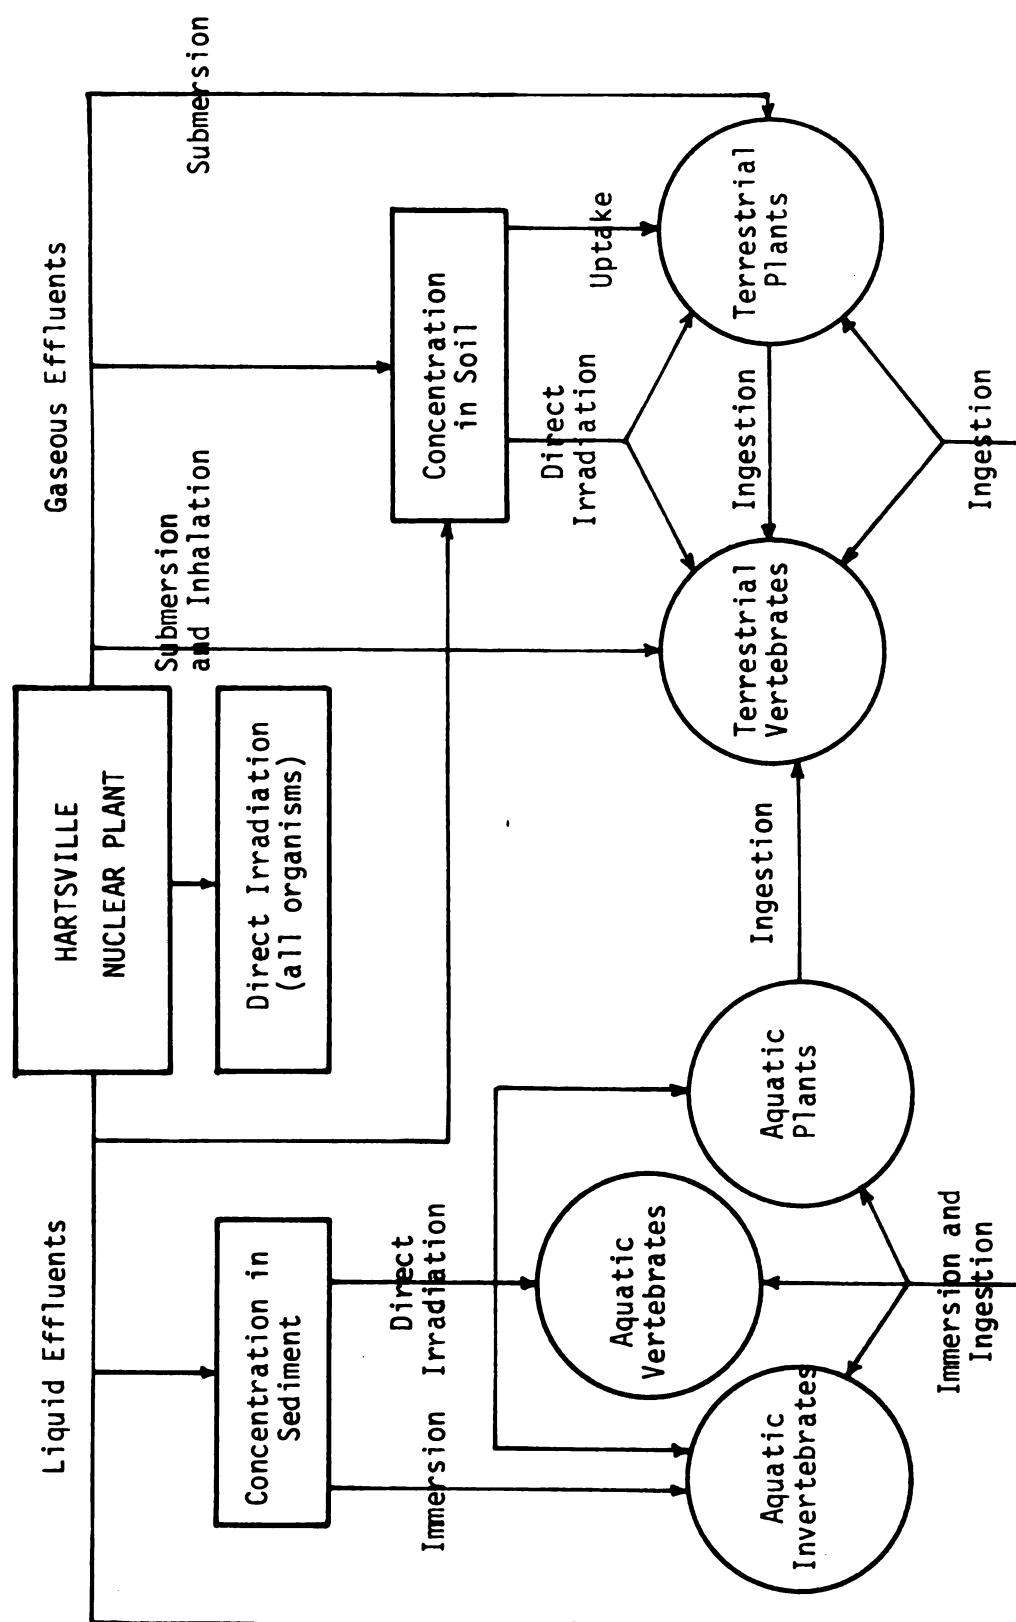 HARTSVILLE
NUCLEAR PLANT
Liquid Effluents
Gaseous Effluents
Direct Irradiation
(all organisms)
Submersion
and Inhalation
Submersion
Concentration in
Sediment
Concentration
in Soil
Immersion
Direct
Irradiation
Direct
Irradiation
Uptake
Aquatic
Vertebrates
Aquatic
Invertebrates
Aquatic
Plants
Ingestion
Terrestrial
Vertebrates
Ingestion
Terrestrial
Plants
Immersion and
Ingestion
Ingestion